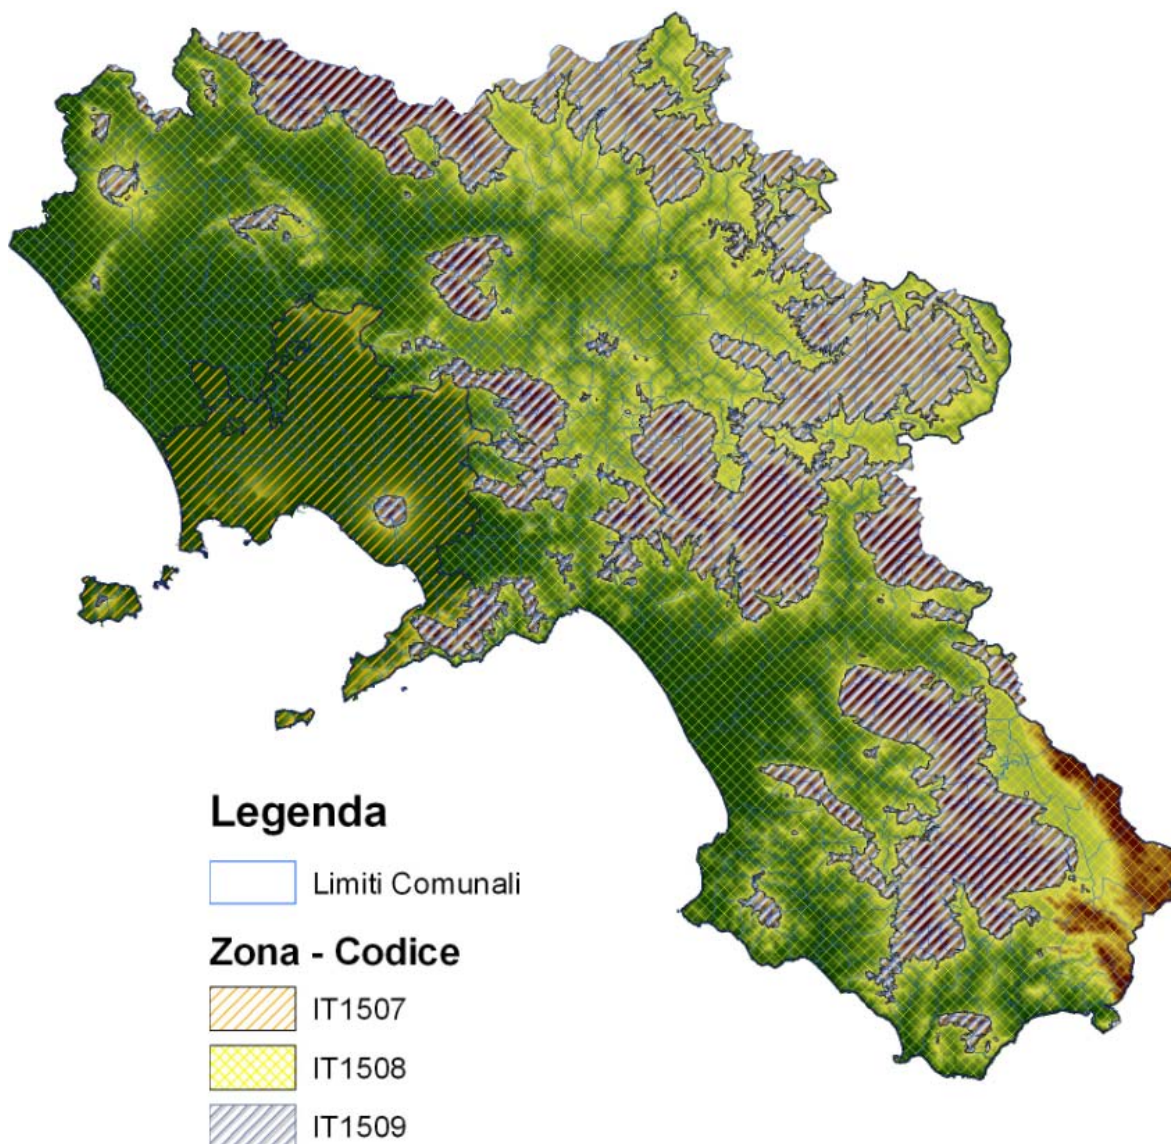 Legenda
Limiti Comunali
Zona - Codice
IT1507
IT1508
IT1509